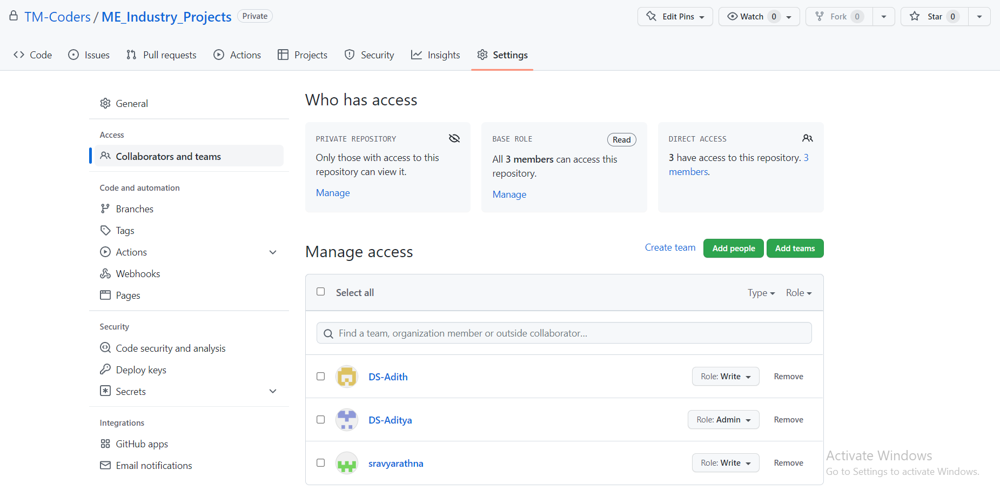 TM-Coders / ME_Industry_Projects Private
Edit Pins Watch 0 Fork 0 Star 0
Code Issues Pull requests Actions Projects Security Insights Settings
General
Access
Collaborators and teams
Code and automation
Branches
Tags
Actions
Webhooks
Pages
Security
Code security and analysis
Deploy keys
Secrets
Integrations
GitHub apps
Email notifications
Who has access
PRIVATE REPOSITORY
Only those with access to this
repository can view it.
Manage
BASE ROLE Read
All 3 members can access this
repository.
Manage
DIRECT ACCESS
3 have access to this repository. 3
members.
Manage access
Create team Add people Add teams
Select all Type Role
Find a team, organization member or outside collaborator...
DS-Adith Role: Write Remove
DS-Aditya Role: Admin Remove
sravyarathna Role: Write Remove
Activate Windows
Go to Settings to activate Windows.